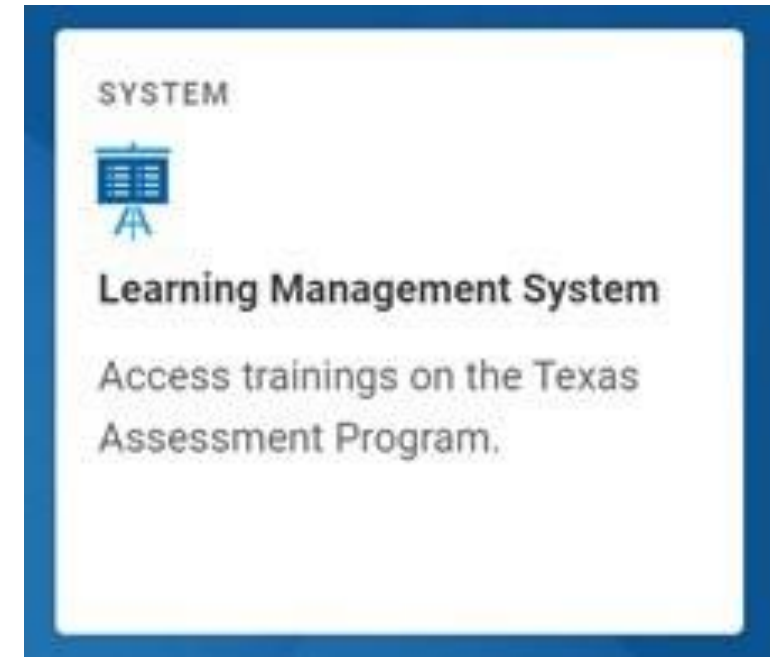 SYSTEM
Learning Management System
Access trainings on the Texas
Assessment Program.